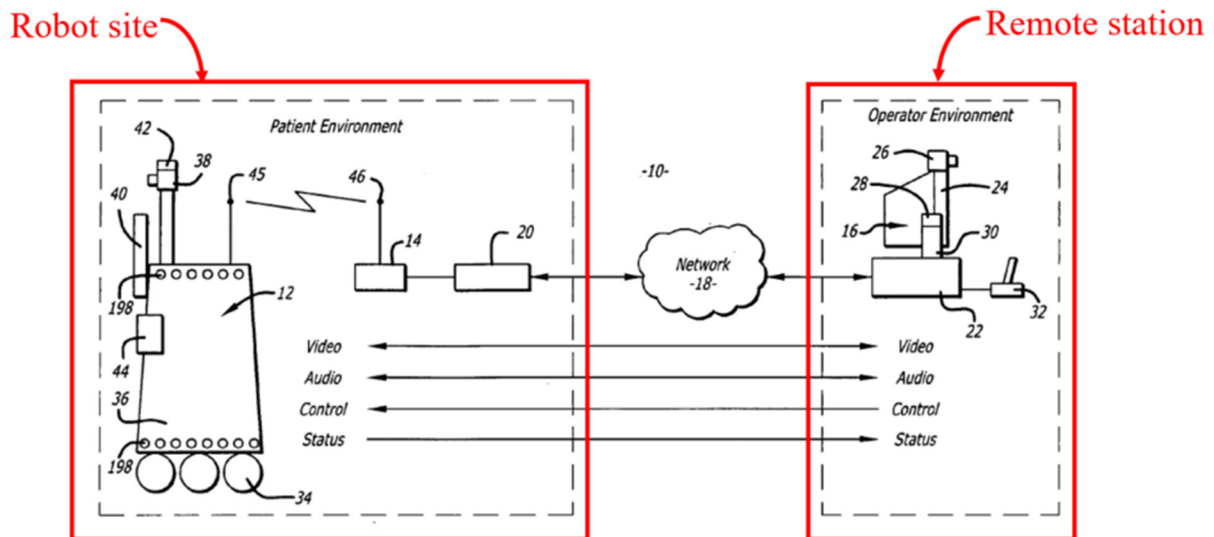 Robot site
Remote station
Patient Environment
Operator Environment
42
38
40
45
46
-10-
26
28
24
16
30
14
20
Network
-18-
198
12
32
22
44
Video
Video
Audio
Audio
36
Control
Control
Status
Status
198
34